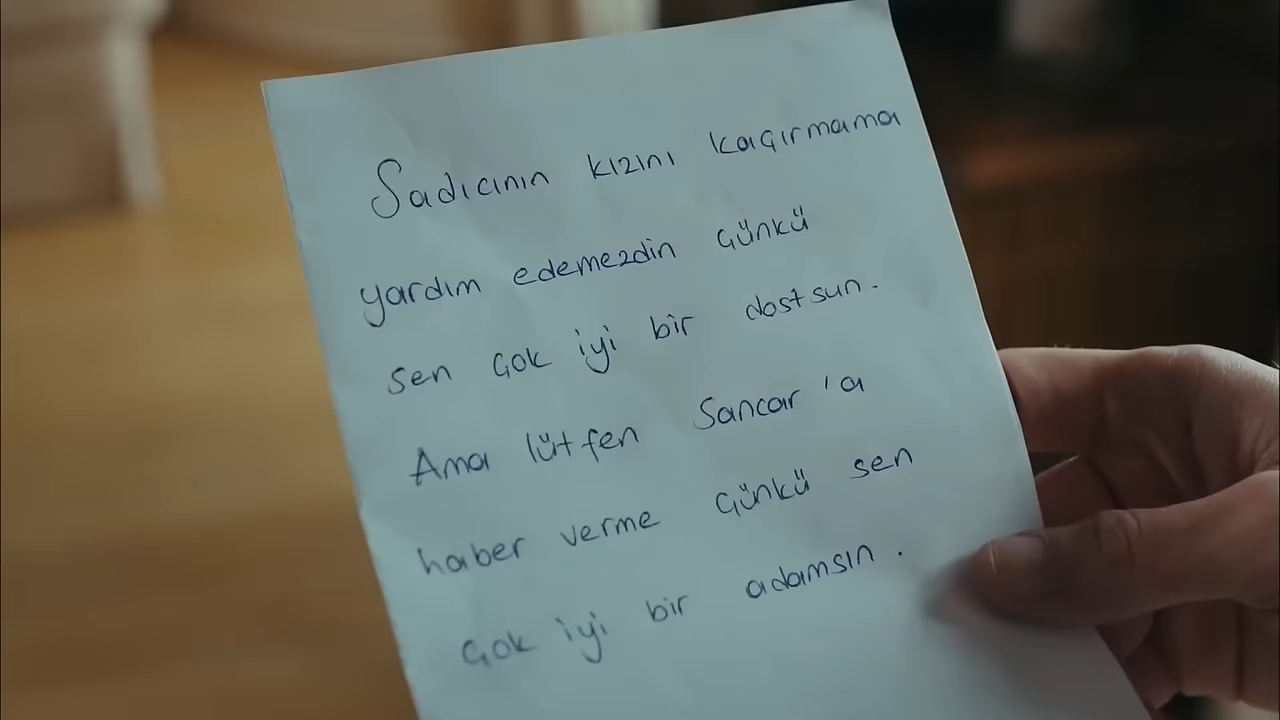 Sadıcının kızını kaçırmama
yardım edemezdin çünkü
sen çok iyi bir dostsun.
Ama lütfen Sancar'a
haber verme çünkü sen
çok iyi bir adamsın.